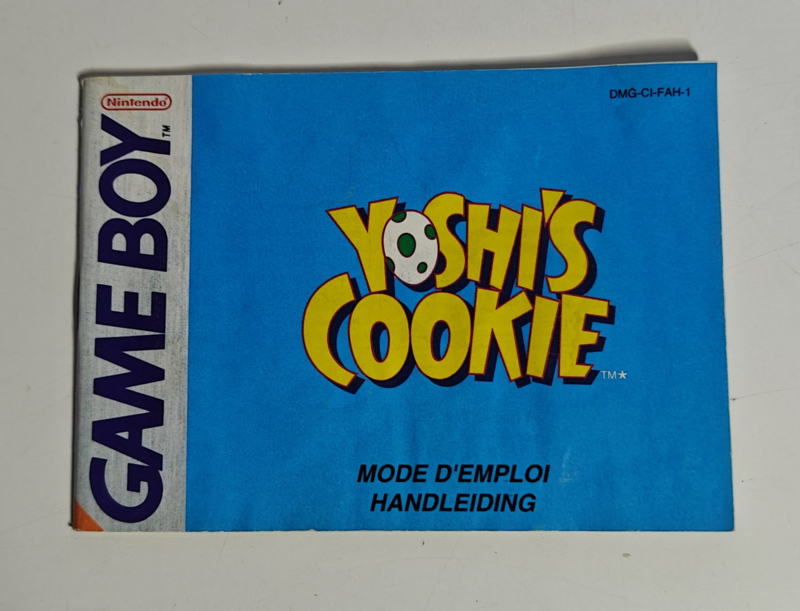 Nintendo
GAME BOY™
DMG-CI-FAH-1
YOSHI'S
COOKIE
TM★
MODE D'EMPLOI
HANDLEIDING